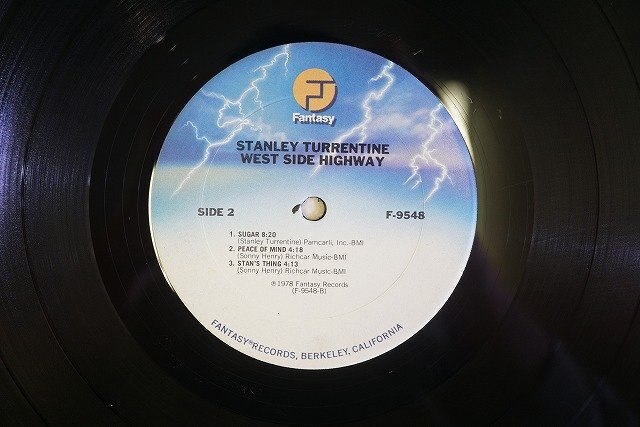 Fantasy
STANLEY TURRENTINE
WEST SIDE HIGHWAY
SIDE 2
F-9548
1. SUGAR 8:20
(Stanley Turrentine) Pamcarli, Inc.-BMI
2. PEACE OF MIND 4:18
(Sonny Henry) Richcar Music-BMI
3. STAN'S THING 4:13
(Sonny Henry) Richcar Music-BMI
℗1978 Fantasy Records
(F-9548-B)
FANTASY® RECORDS, BERKELEY, CALIFORNIA